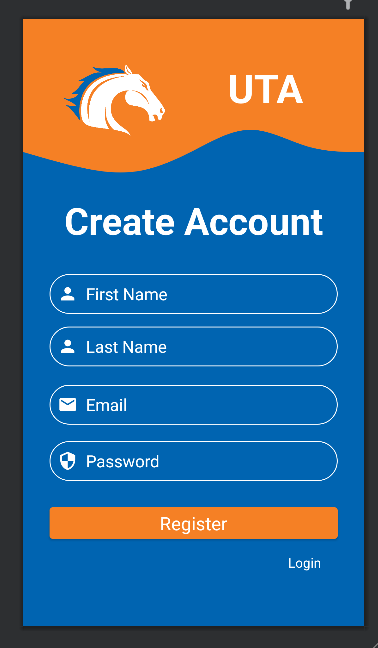 UTA
Create Account
First Name
Last Name
Email
Password
Register
Login